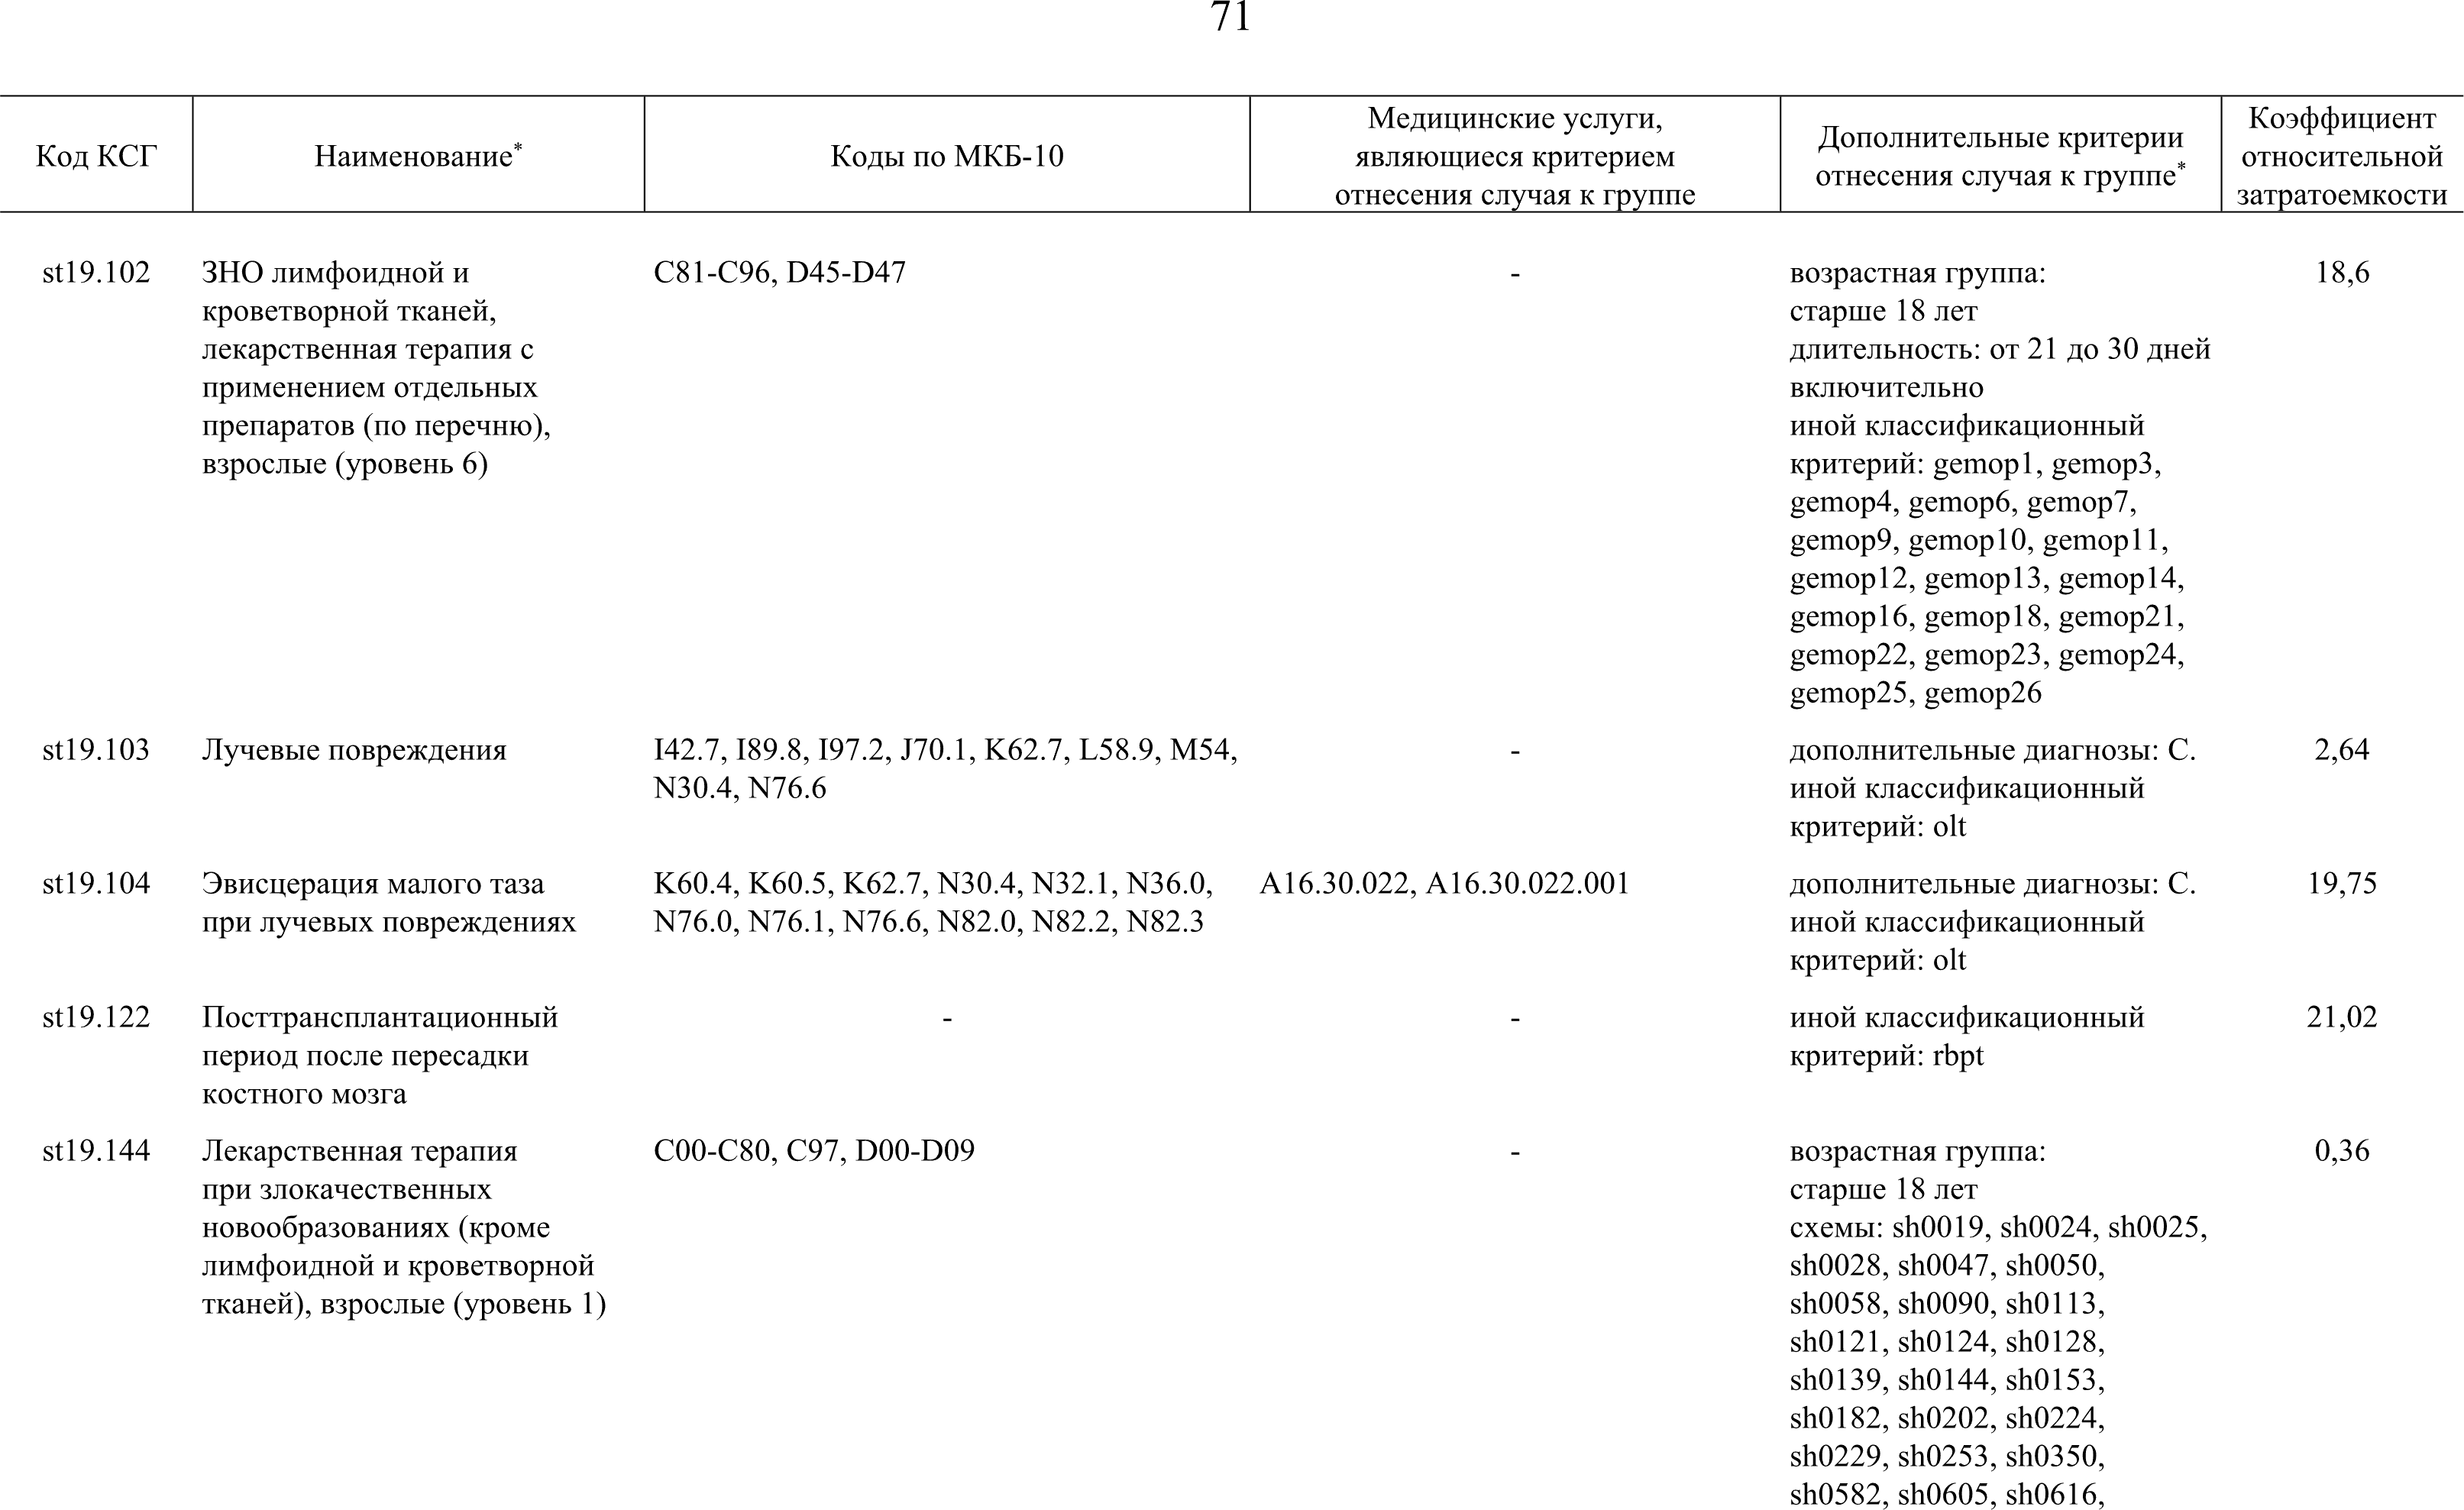 71
Код КСГ
Наименование*
Коды по МКБ-10
Медицинские услуги,
являющиеся критерием
отнесения случая к группе
Дополнительные критерии
отнесения случая к группе*
Коэффициент
относительной
затратоемкости
st19.102
ЗНО лимфоидной и
кроветворной тканей,
лекарственная терапия с
применением отдельных
препаратов (по перечню),
взрослые (уровень 6)
C81-C96, D45-D47
-
возрастная группа:
старше 18 лет
длительность: от 21 до 30 дней
включительно
иной классификационный
критерий: gemop1, gemop3,
gemop4, gemop6, gemop7,
gemop9, gemop10, gemop11,
gemop12, gemop13, gemop14,
gemop16, gemop18, gemop21,
gemop22, gemop23, gemop24,
gemop25, gemop26
18,6
st19.103
Лучевые повреждения
I42.7, I89.8, I97.2, J70.1, K62.7, L58.9, M54,
N30.4, N76.6
-
дополнительные диагнозы: C.
иной классификационный
критерий: olt
2,64
st19.104
Эвисцерация малого таза
при лучевых повреждениях
K60.4, K60.5, K62.7, N30.4, N32.1, N36.0,
N76.0, N76.1, N76.6, N82.0, N82.2, N82.3
A16.30.022, A16.30.022.001
дополнительные диагнозы: C.
иной классификационный
критерий: olt
19,75
st19.122
Посттрансплантационный
период после пересадки
костного мозга
-
-
иной классификационный
критерий: rbpt
21,02
st19.144
Лекарственная терапия
при злокачественных
новообразованиях (кроме
лимфоидной и кроветворной
тканей), взрослые (уровень 1)
C00-C80, C97, D00-D09
-
возрастная группа:
старше 18 лет
схемы: sh0019, sh0024, sh0025,
sh0028, sh0047, sh0050,
sh0058, sh0090, sh0113,
sh0121, sh0124, sh0128,
sh0139, sh0144, sh0153,
sh0182, sh0202, sh0224,
sh0229, sh0253, sh0350,
sh0582, sh0605, sh0616,
0,36